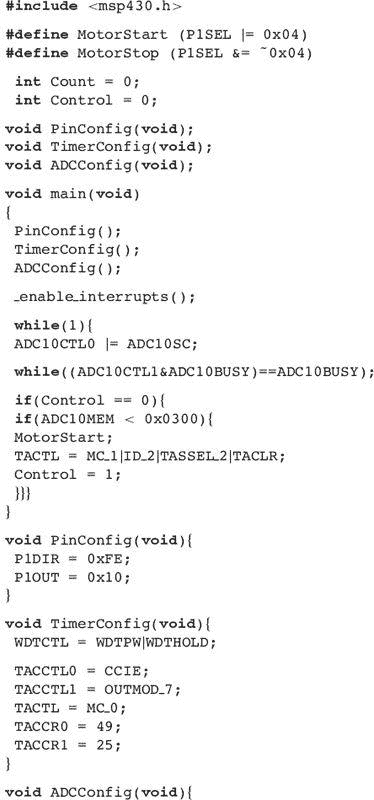 #include <msp430.h>
#define MotorStart (P1SEL |= 0x04)
#define MotorStop (P1SEL &= ~0x04)
int Count = 0;
int Control = 0;
void PinConfig(void);
void TimerConfig(void);
void ADCConfig(void);
void main(void)
{
PinConfig();
TimerConfig();
ADCConfig();
_enable_interrupts();
while(1){
ADC10CTL0 |= ADC10SC;
while((ADC10CTL1&ADC10BUSY)==ADC10BUSY);
if(Control == 0){
if(ADC10MEM < 0x0300){
MotorStart;
TACTL = MC_1|ID_2|TASSEL_2|TACLR;
Control = 1;
}}}
}
void PinConfig(void){
P1DIR = 0xFE;
P1OUT = 0x10;
}
void TimerConfig(void){
WDTCTL = WDTPW|WDTHOLD;
TACCTL0 = CCIE;
TACCTL1 = OUTMOD_7;
TACTL = MC_0;
TACCR0 = 49;
TACCR1 = 25;
}
void ADCConfig(void){